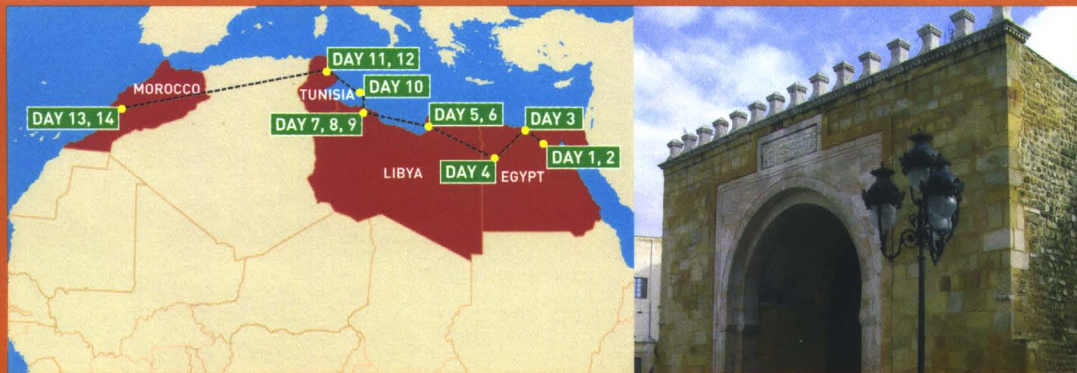 DAY 11, 12
MOROCCO
DAY 10
TUNISIA
DAY 13, 14
DAY 7, 8, 9
DAY 5, 6
DAY 3
DAY 1, 2
LIBYA
DAY 4
EGYPT